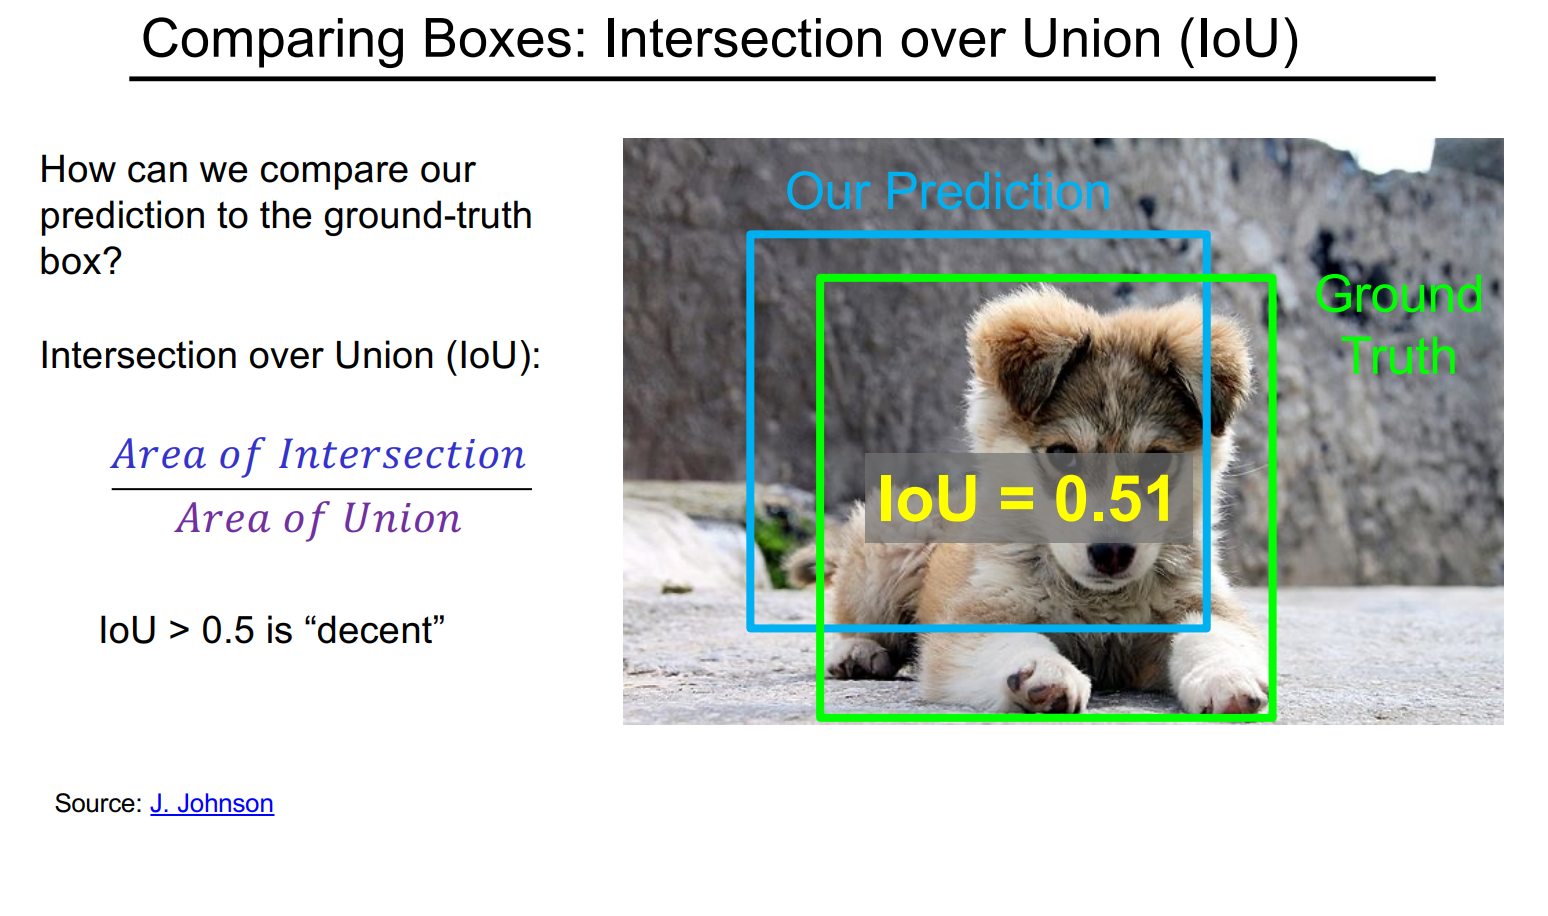 Comparing Boxes: Intersection over Union (IoU)
How can we compare our
prediction to the ground-truth
box?
Intersection over Union (IoU):
Area of Intersection
Area of Union
IoU > 0.5 is “decent”
Our Prediction
Ground
Truth
IoU = 0.51
Source: J. Johnson